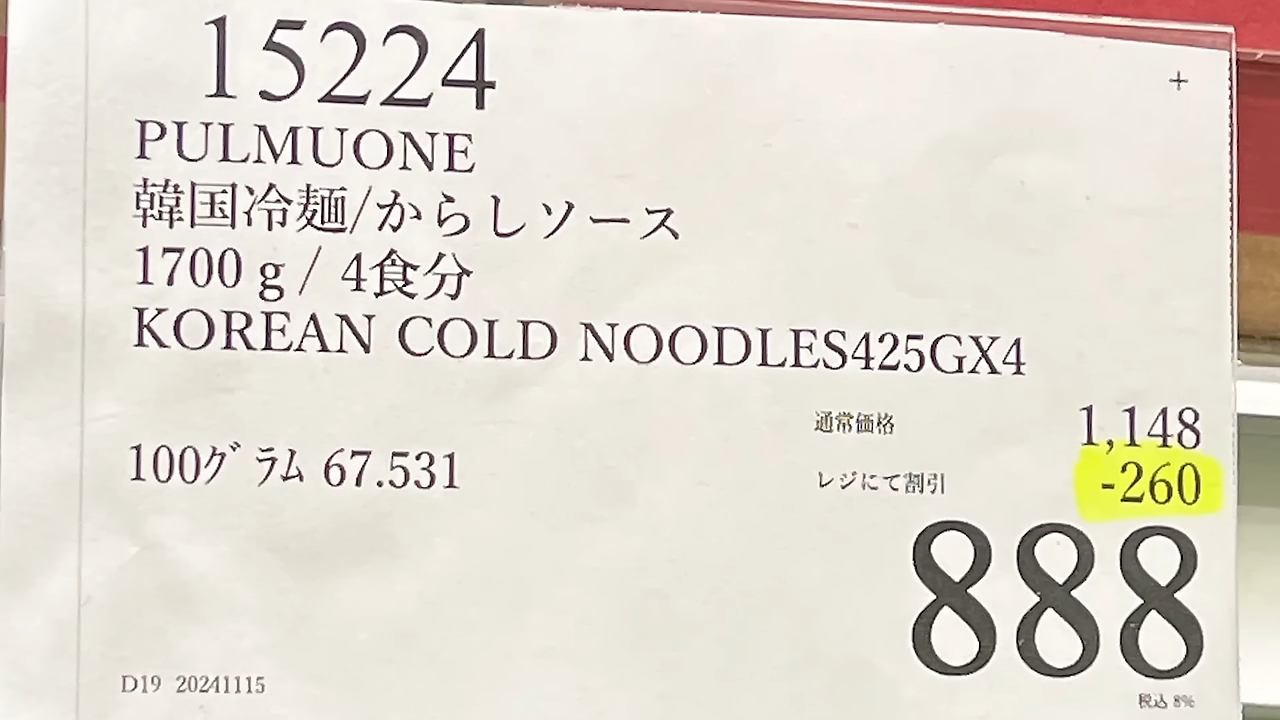 15224
+
PULMUONE
韓国冷麺/からしソース
1700 g / 4食分
KOREAN COLD NOODLES425GX4
通常価格 1,148
100グラム 67.531
レジにて割引 -260
888
D19 20241115
税込 8%